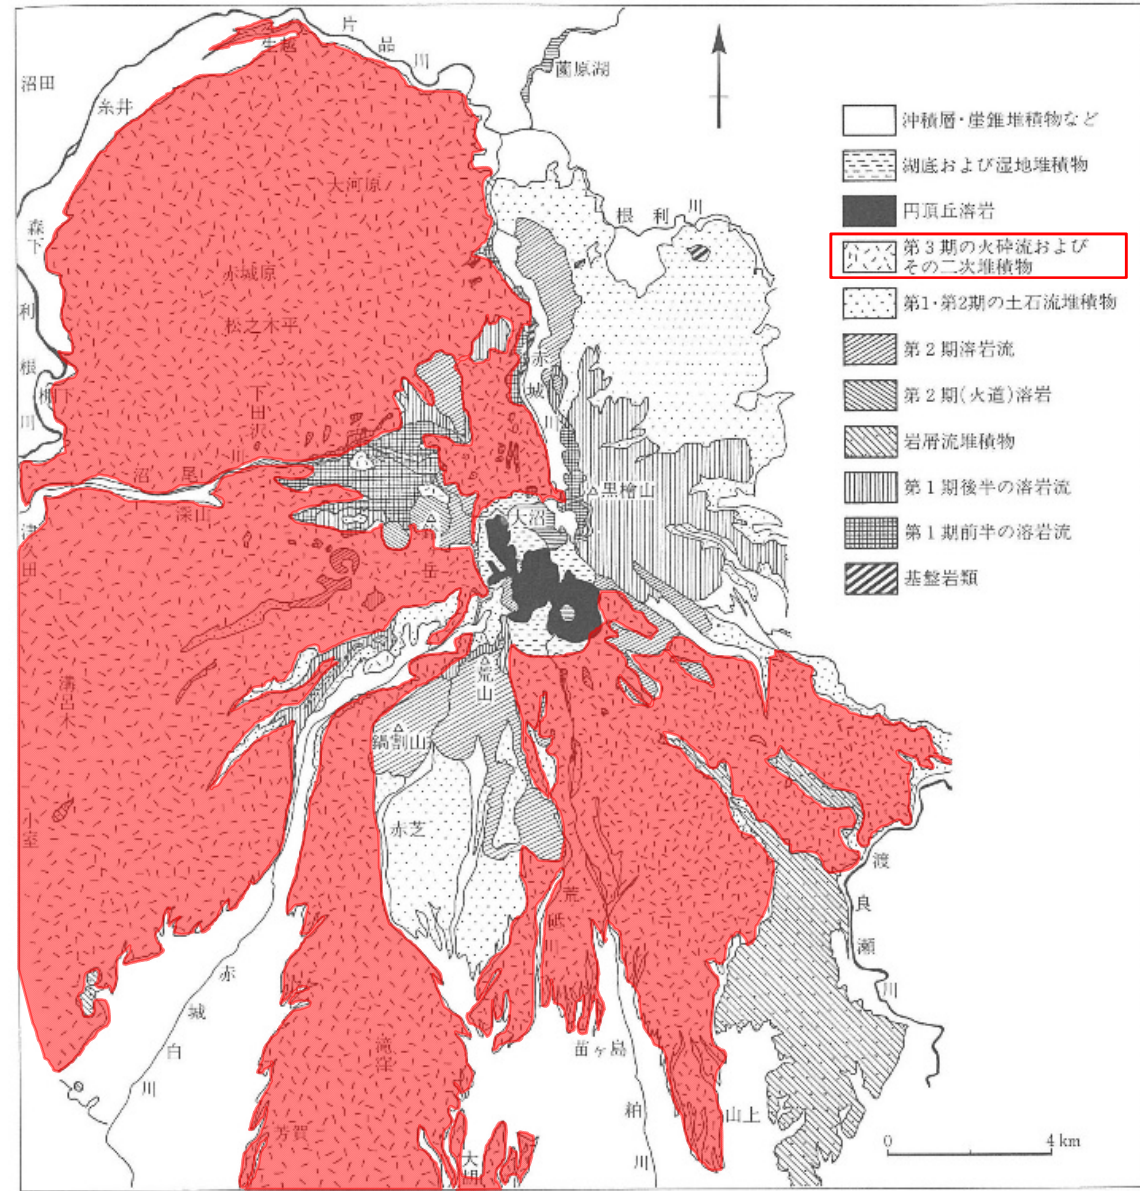 片品川
生越
沼田
糸井
薗原湖
大河原
根利川
森下
赤城原
利根川
松之木平
赤城川
下田沢
沼尾川
深山
津久田
黒檜山
大沼
岳
荒山
鍋割山
溝呂木
小室
赤芝
荒砥川
渡良瀬川
赤城白川
滝窪
苗ヶ島
粕川
山上
芳賀
沖積層・崖錐堆積物など
湖底および湿地堆積物
円頂丘溶岩
第3期の火砕流および
その二次堆積物
第1・第2期の土石流堆積物
第2期溶岩流
第2期(火道)溶岩
岩屑流堆積物
第1期後半の溶岩流
第1期前半の溶岩流
基盤岩類
0 4 km